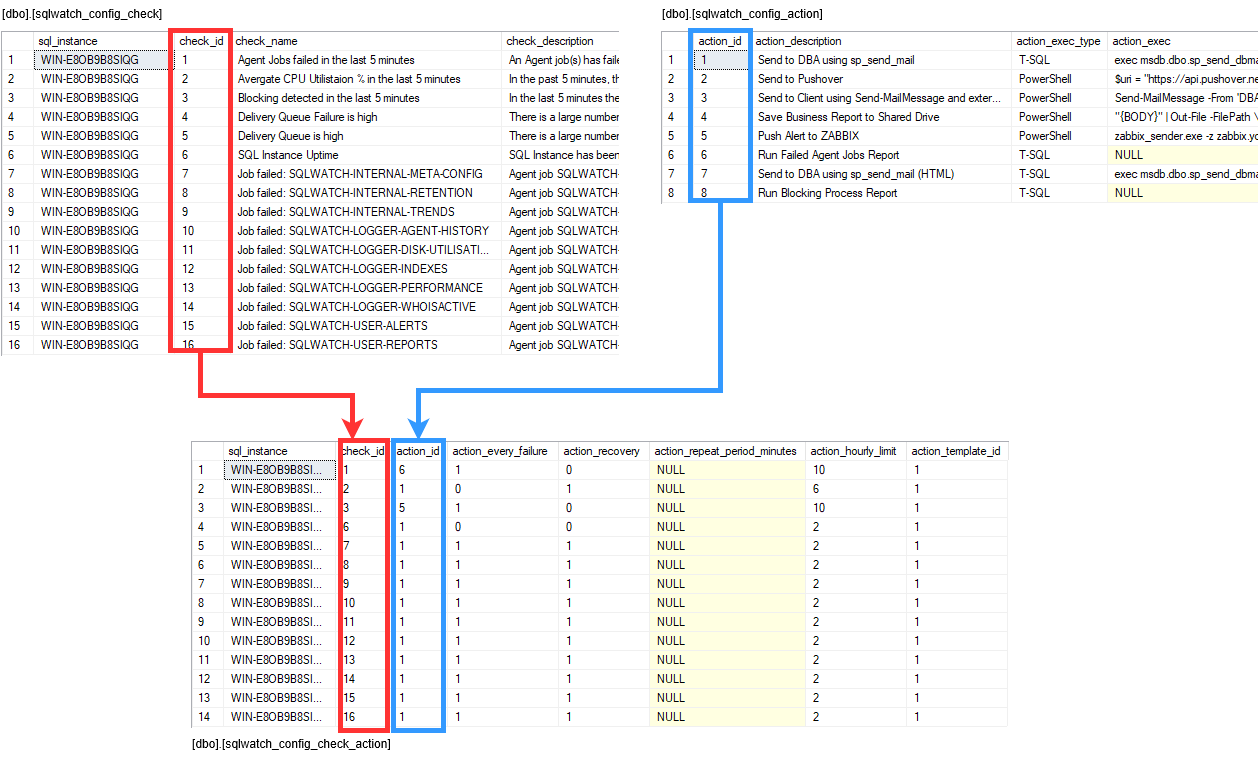 [dbo].[sqlwatch_config_check]
sql_instance check_id check_name check_description
1 WIN-E8OB9B8SIQG 1 Agent Jobs failed in the last 5 minutes An Agent job(s) has faile
2 WIN-E8OB9B8SIQG 2 Avergate CPU Utilistaion % in the last 5 minutes In the past 5 minutes, th
3 WIN-E8OB9B8SIQG 3 Blocking detected in the last 5 minutes In the last 5 minutes the
4 WIN-E8OB9B8SIQG 4 Delivery Queue Failure is high There is a large number
5 WIN-E8OB9B8SIQG 5 Delivery Queue is high There is a large number
6 WIN-E8OB9B8SIQG 6 SQL Instance Uptime SQL Instance has been
7 WIN-E8OB9B8SIQG 7 Job failed: SQLWATCH-INTERNAL-META-CONFIG Agent job SQLWATCH-
8 WIN-E8OB9B8SIQG 8 Job failed: SQLWATCH-INTERNAL-RETENTION Agent job SQLWATCH-
9 WIN-E8OB9B8SIQG 9 Job failed: SQLWATCH-INTERNAL-TRENDS Agent job SQLWATCH-
10 WIN-E8OB9B8SIQG 10 Job failed: SQLWATCH-LOGGER-AGENT-HISTORY Agent job SQLWATCH-
11 WIN-E8OB9B8SIQG 11 Job failed: SQLWATCH-LOGGER-DISK-UTILISATI... Agent job SQLWATCH-
12 WIN-E8OB9B8SIQG 12 Job failed: SQLWATCH-LOGGER-INDEXES Agent job SQLWATCH-
13 WIN-E8OB9B8SIQG 13 Job failed: SQLWATCH-LOGGER-PERFORMANCE Agent job SQLWATCH-
14 WIN-E8OB9B8SIQG 14 Job failed: SQLWATCH-LOGGER-WHOISACTIVE Agent job SQLWATCH-
15 WIN-E8OB9B8SIQG 15 Job failed: SQLWATCH-USER-ALERTS Agent job SQLWATCH-
16 WIN-E8OB9B8SIQG 16 Job failed: SQLWATCH-USER-REPORTS Agent job SQLWATCH-
[dbo].[sqlwatch_config_action]
action_id action_description action_exec_type action_exec
1 1 Send to DBA using sp_send_mail T-SQL exec msdb.dbo.sp_send_dbma
2 2 Send to Pushover PowerShell $uri = "https://api.pushover.ne
3 3 Send to Client using Send-MailMessage and exter... PowerShell Send-MailMessage -From 'DBA
4 4 Save Business Report to Shared Drive PowerShell "{BODY}" | Out-File -FilePath \
5 5 Push Alert to ZABBIX PowerShell zabbix_sender.exe -z zabbix.yo
6 6 Run Failed Agent Jobs Report T-SQL NULL
7 7 Send to DBA using sp_send_mail (HTML) T-SQL exec msdb.dbo.sp_send_dbma
8 8 Run Blocking Process Report T-SQL NULL
sql_instance check_id action_id action_every_failure action_recovery action_repeat_period_minutes action_hourly_limit action_template_id
1 WIN-E8OB9B8SI... 1 6 1 0 NULL 10 1
2 WIN-E8OB9B8SI... 2 1 0 1 NULL 6 1
3 WIN-E8OB9B8SI... 3 5 1 0 NULL 10 1
4 WIN-E8OB9B8SI... 6 1 0 0 NULL 2 1
5 WIN-E8OB9B8SI... 7 1 1 1 NULL 2 1
6 WIN-E8OB9B8SI... 8 1 1 1 NULL 2 1
7 WIN-E8OB9B8SI... 9 1 1 1 NULL 2 1
8 WIN-E8OB9B8SI... 10 1 1 1 NULL 2 1
9 WIN-E8OB9B8SI... 11 1 1 1 NULL 2 1
10 WIN-E8OB9B8SI... 12 1 1 1 NULL 2 1
11 WIN-E8OB9B8SI... 13 1 1 1 NULL 2 1
12 WIN-E8OB9B8SI... 14 1 1 1 NULL 2 1
13 WIN-E8OB9B8SI... 15 1 1 1 NULL 2 1
14 WIN-E8OB9B8SI... 16 1 1 1 NULL 2 1
[dbo].[sqlwatch_config_check_action]